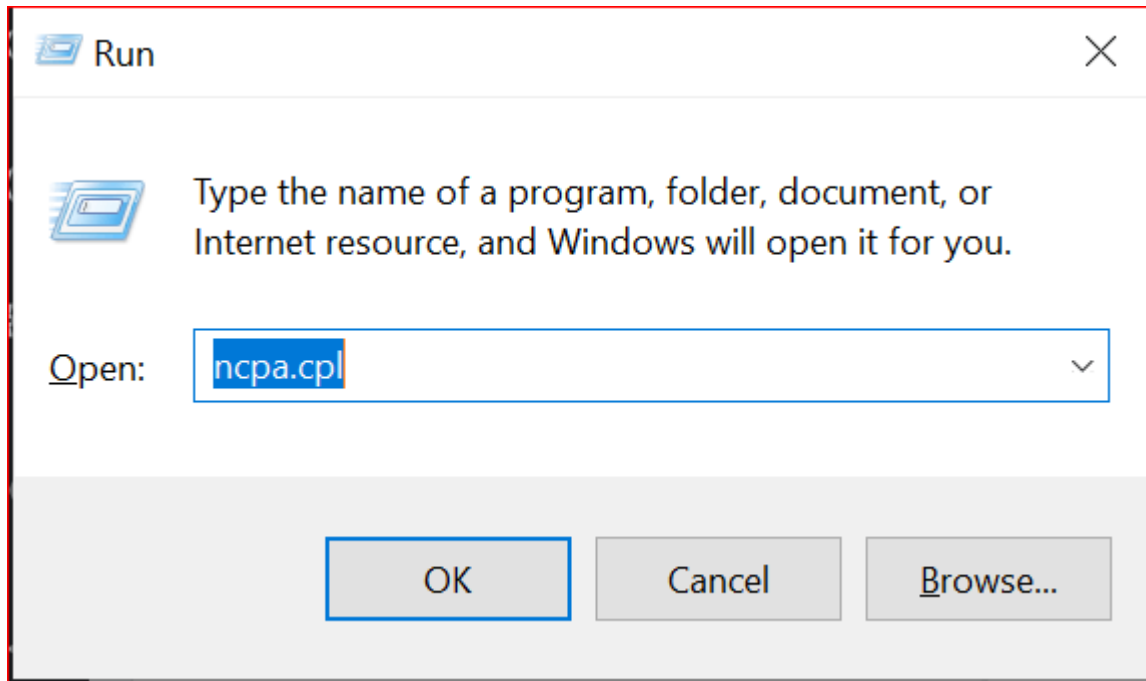 Run
Type the name of a program, folder, document, or
Internet resource, and Windows will open it for you.
Open: ncpa.cpl
OK Cancel Browse...